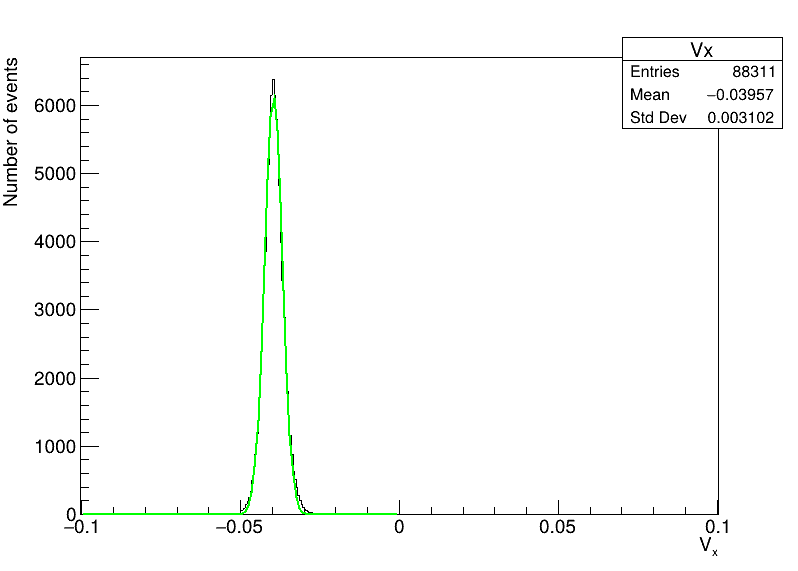 Vx
Entries 88311
Mean −0.03957
Std Dev 0.003102
Number of events
6000
5000
4000
3000
2000
1000
0
−0.1 −0.05 0 0.05 0.1
Vx